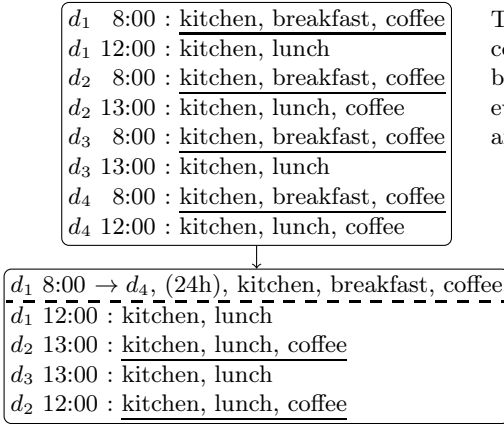 d₁ 8:00 : kitchen, breakfast, coffee
d₁ 12:00 : kitchen, lunch
d₂ 8:00 : kitchen, breakfast, coffee
d₂ 13:00 : kitchen, lunch, coffee
d₃ 8:00 : kitchen, breakfast, coffee
d₃ 13:00 : kitchen, lunch
d₄ 8:00 : kitchen, breakfast, coffee
d₄ 12:00 : kitchen, lunch, coffee
d₁ 8:00 → d₄, (24h), kitchen, breakfast, coffee
d₁ 12:00 : kitchen, lunch
d₂ 13:00 : kitchen, lunch, coffee
d₃ 13:00 : kitchen, lunch
d₂ 12:00 : kitchen, lunch, coffee